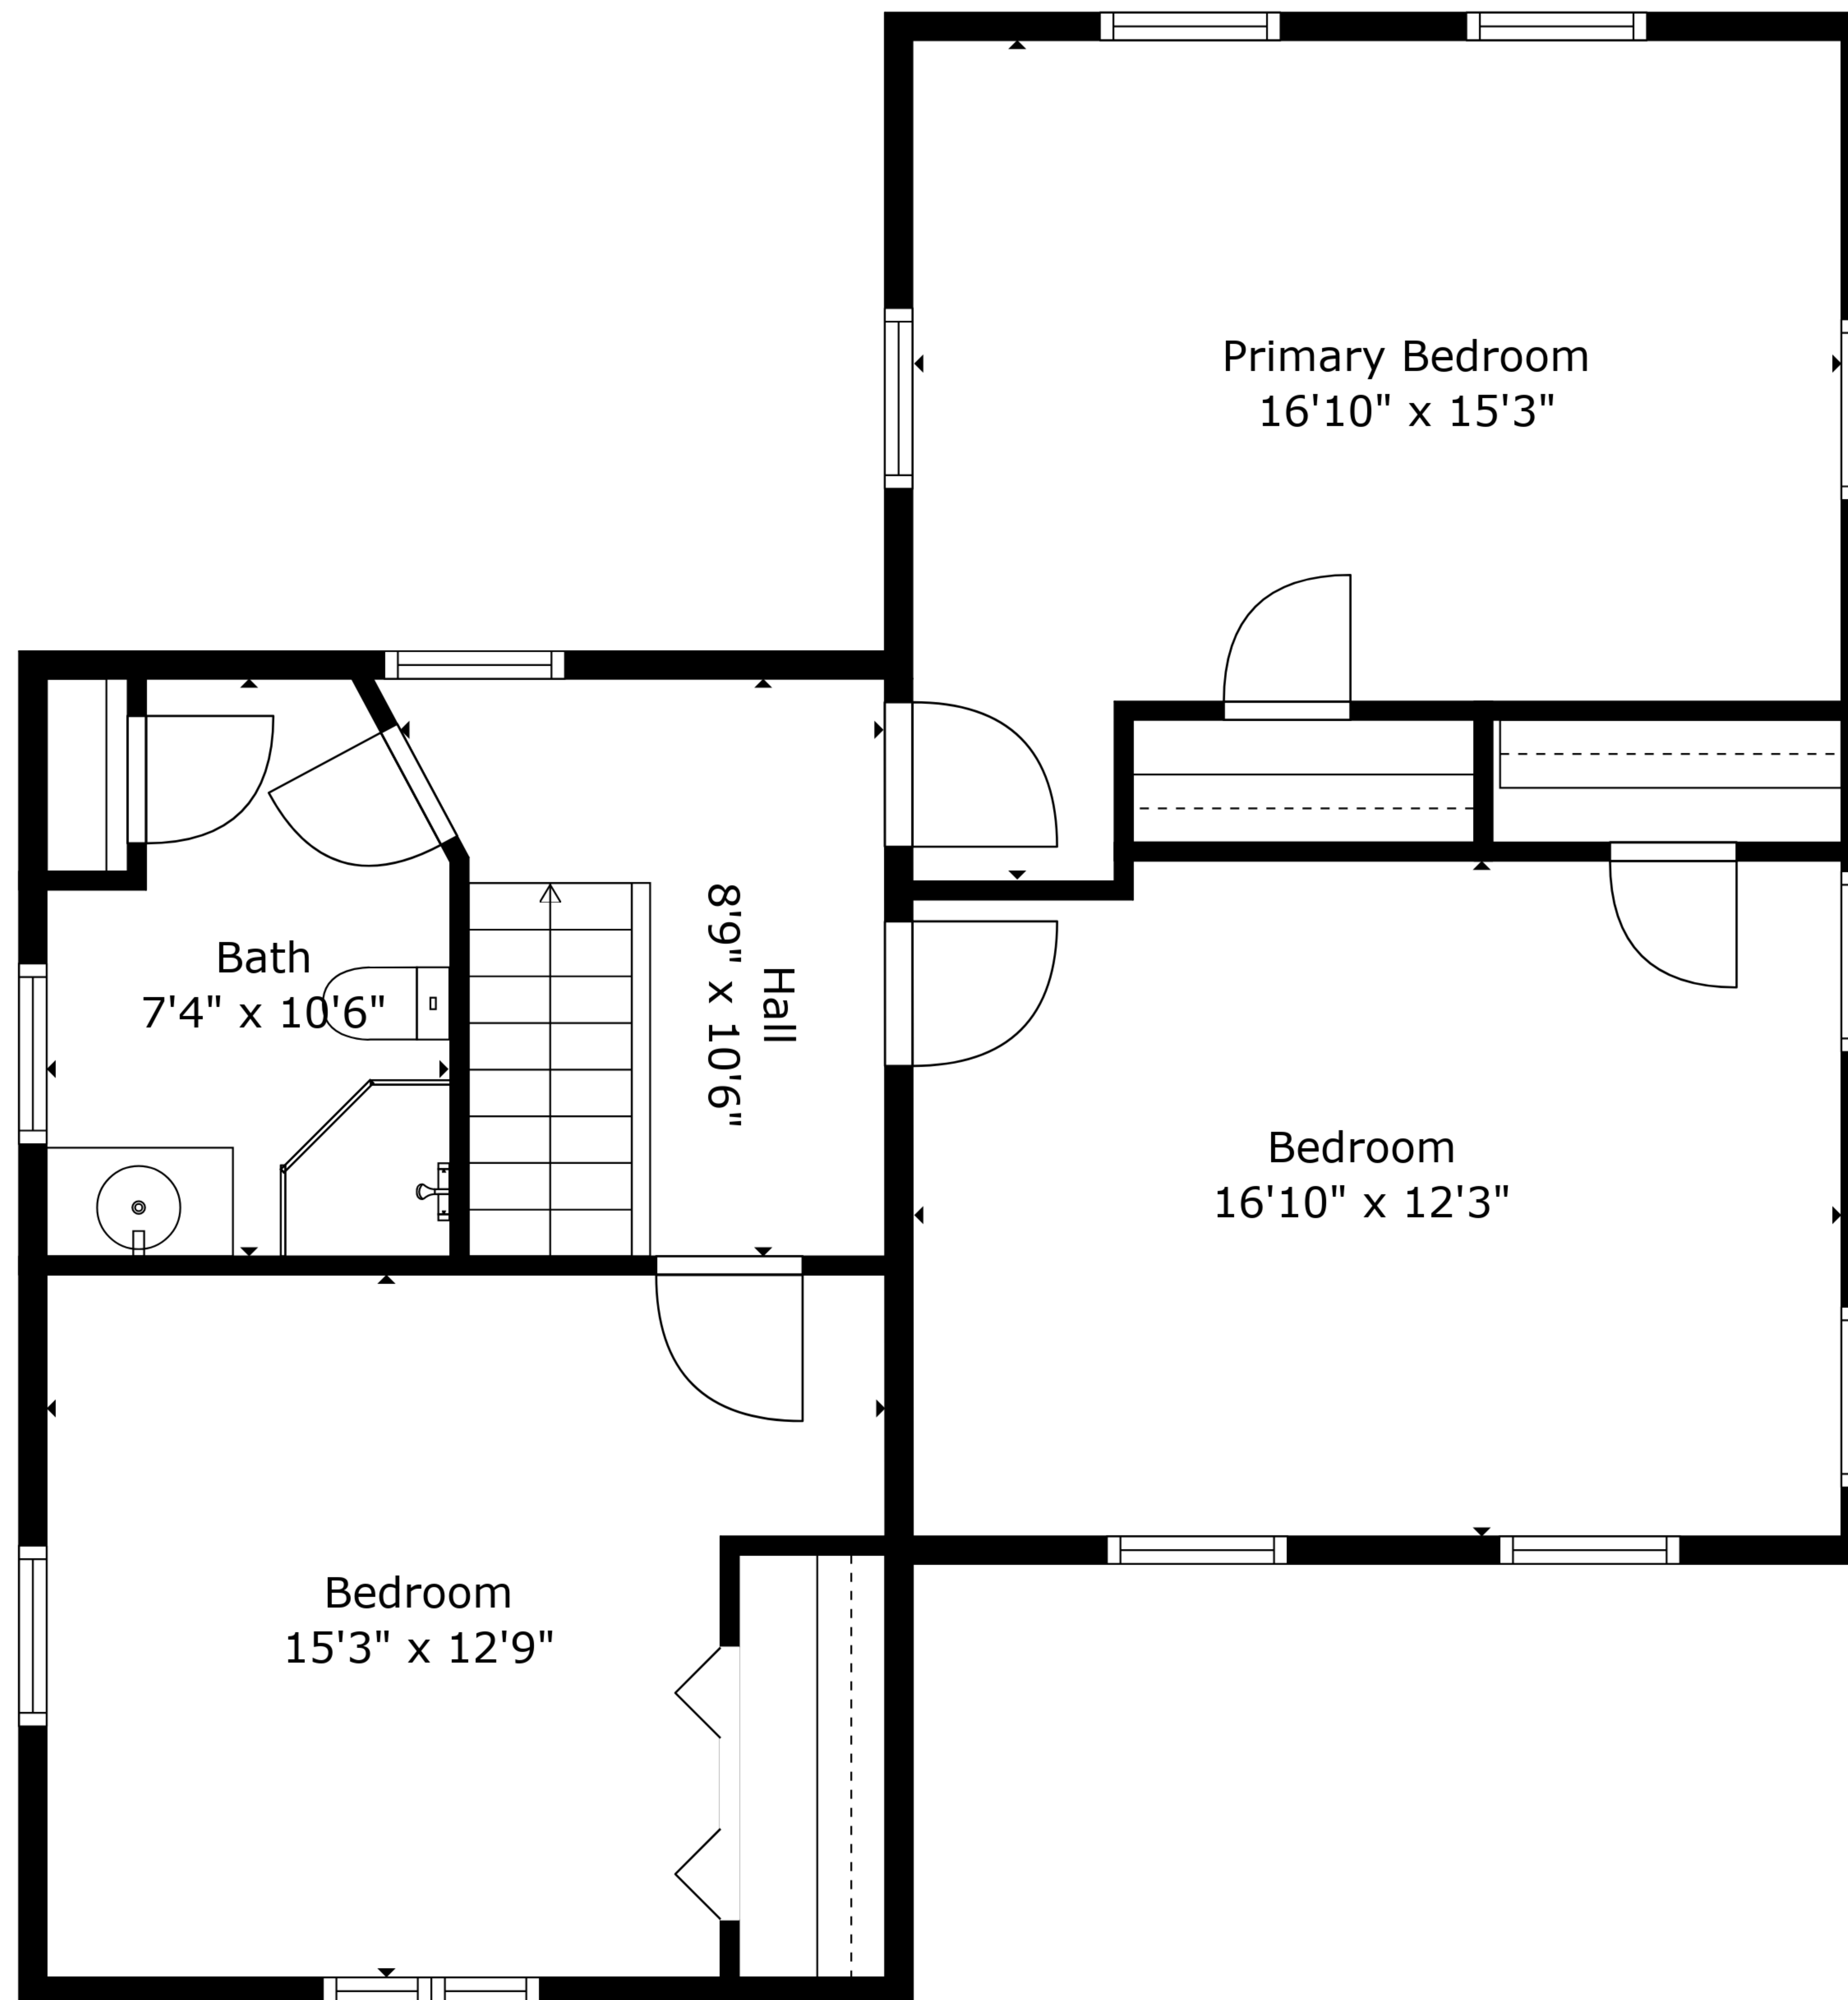 Primary Bedroom
16'10" x 15'3"
Bath
7'4" x 10'6"
Hall
8'9" x 10'6"
Bedroom
16'10" x 12'3"
Bedroom
15'3" x 12'9"